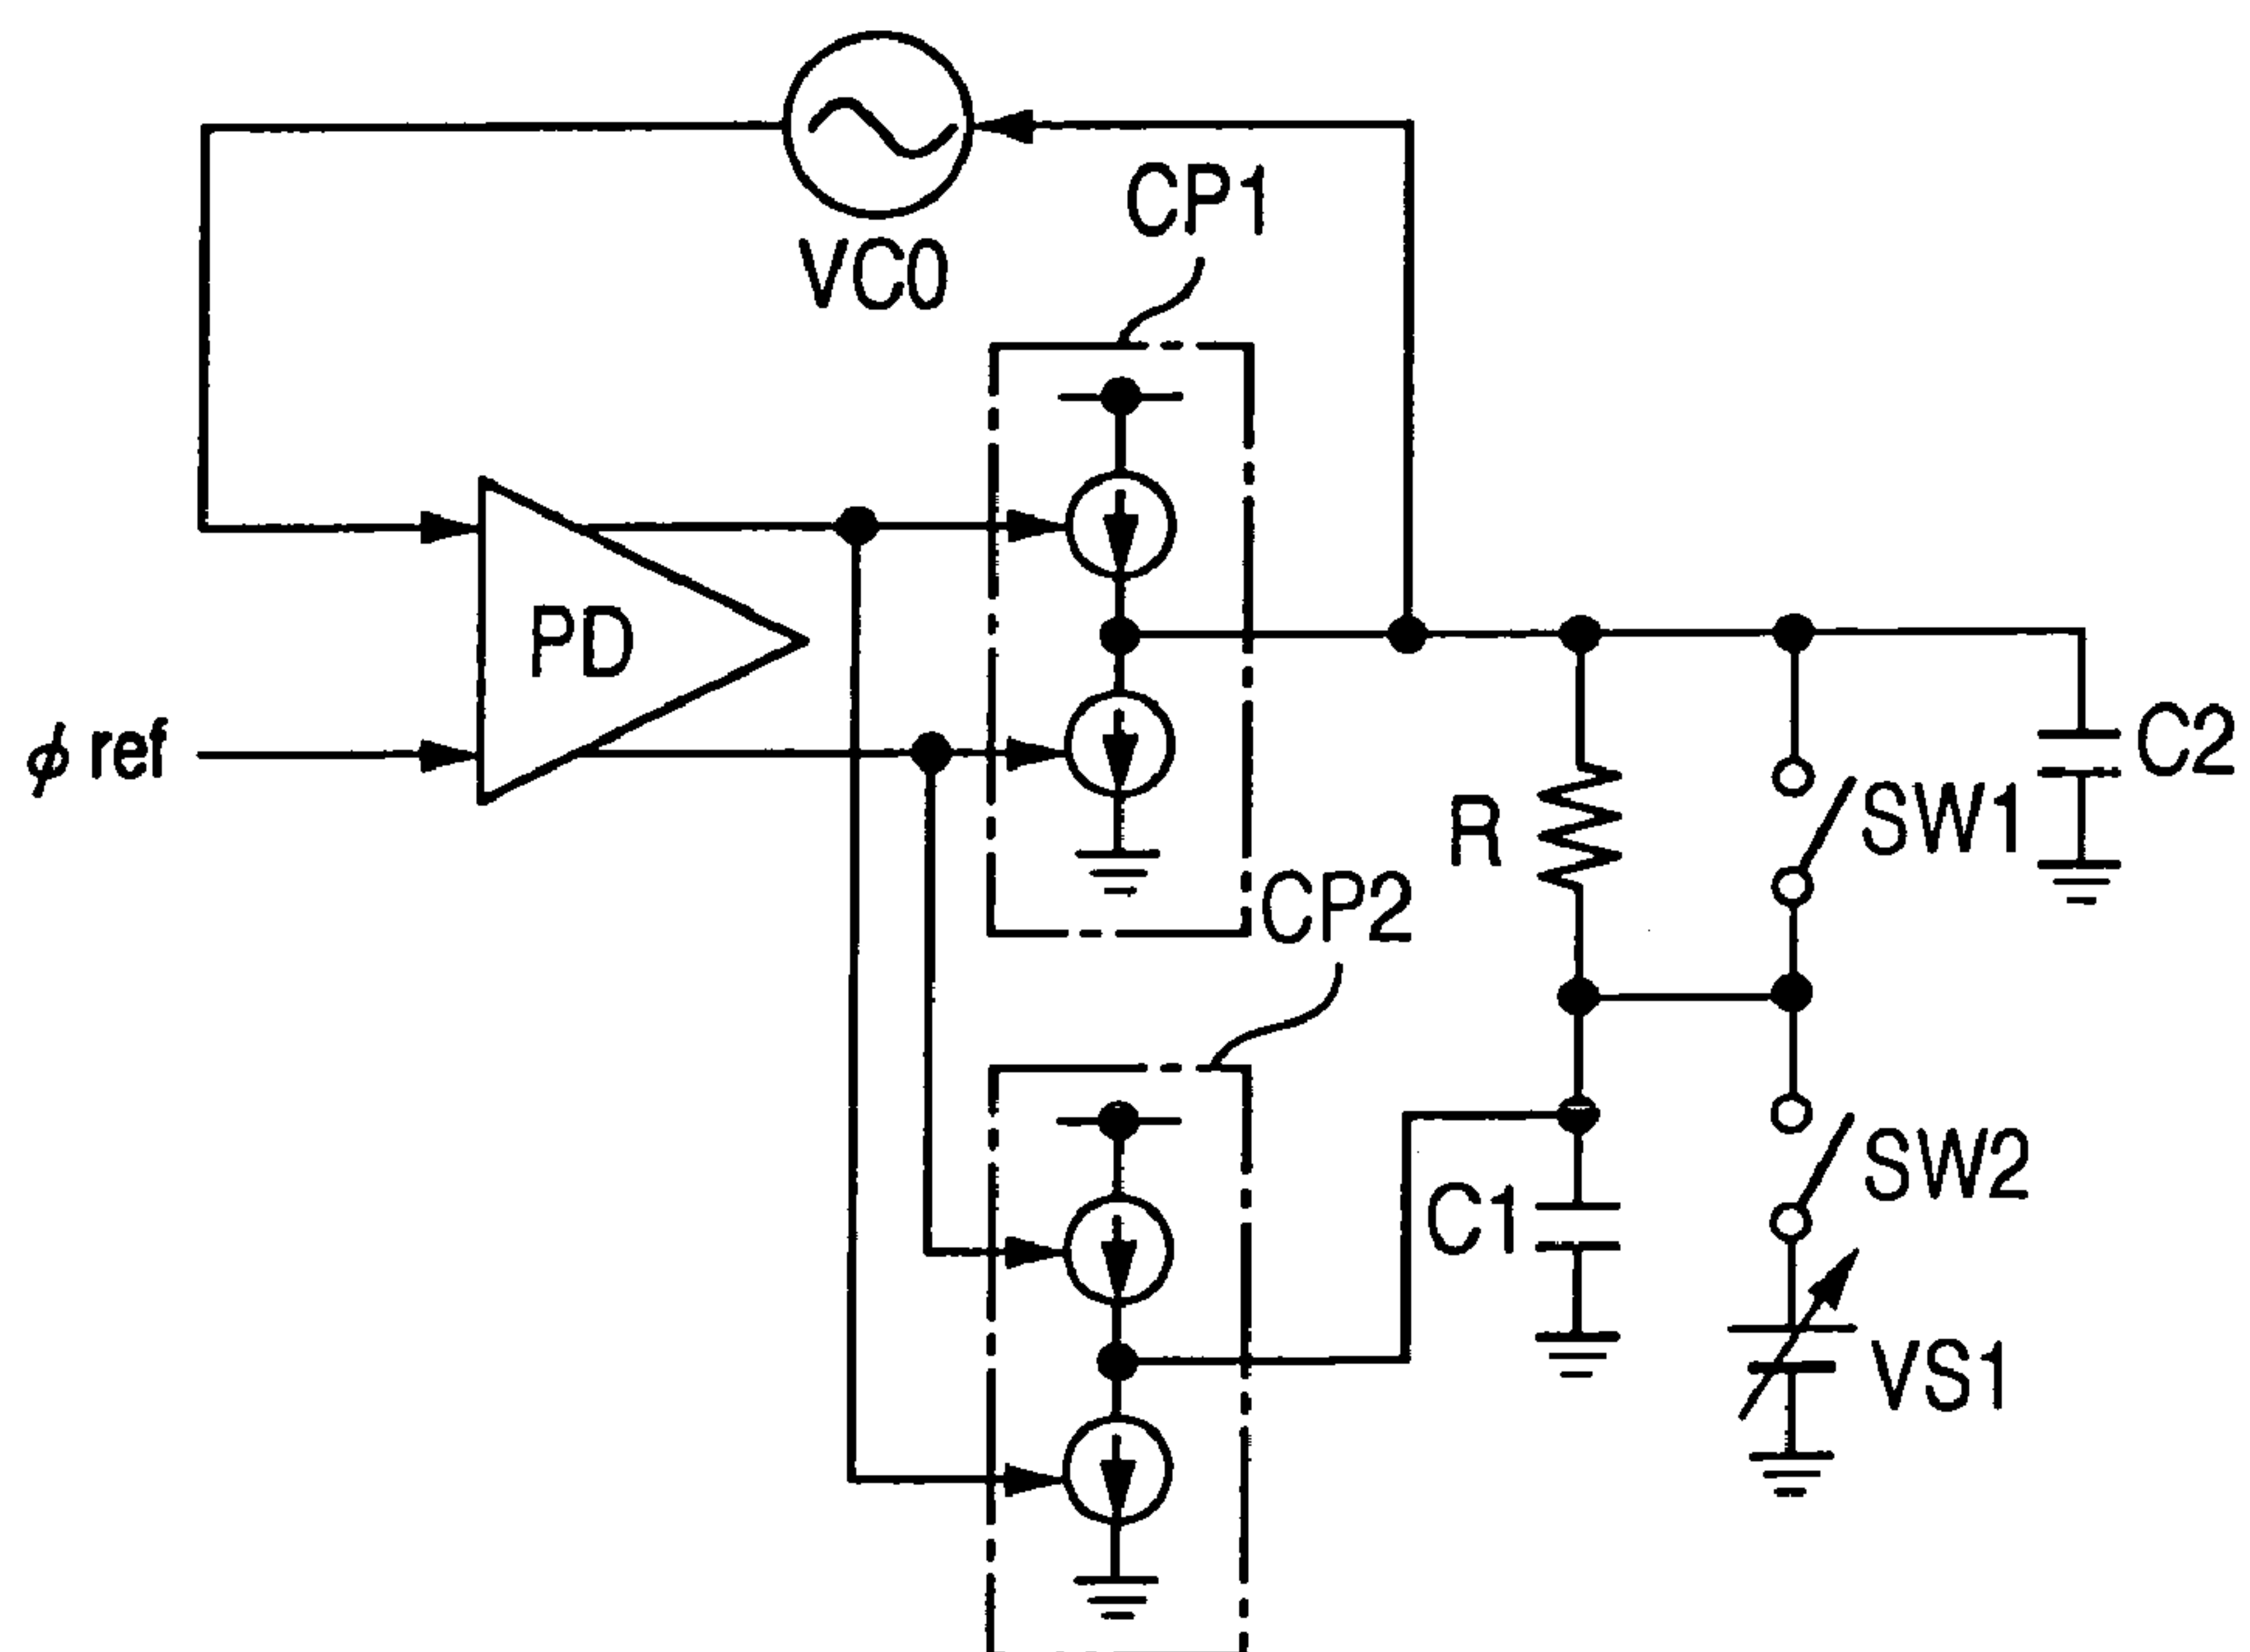 VC0
CP1
PD
φ ref
C2
SW1
R
CP2
SW2
C1
VS1